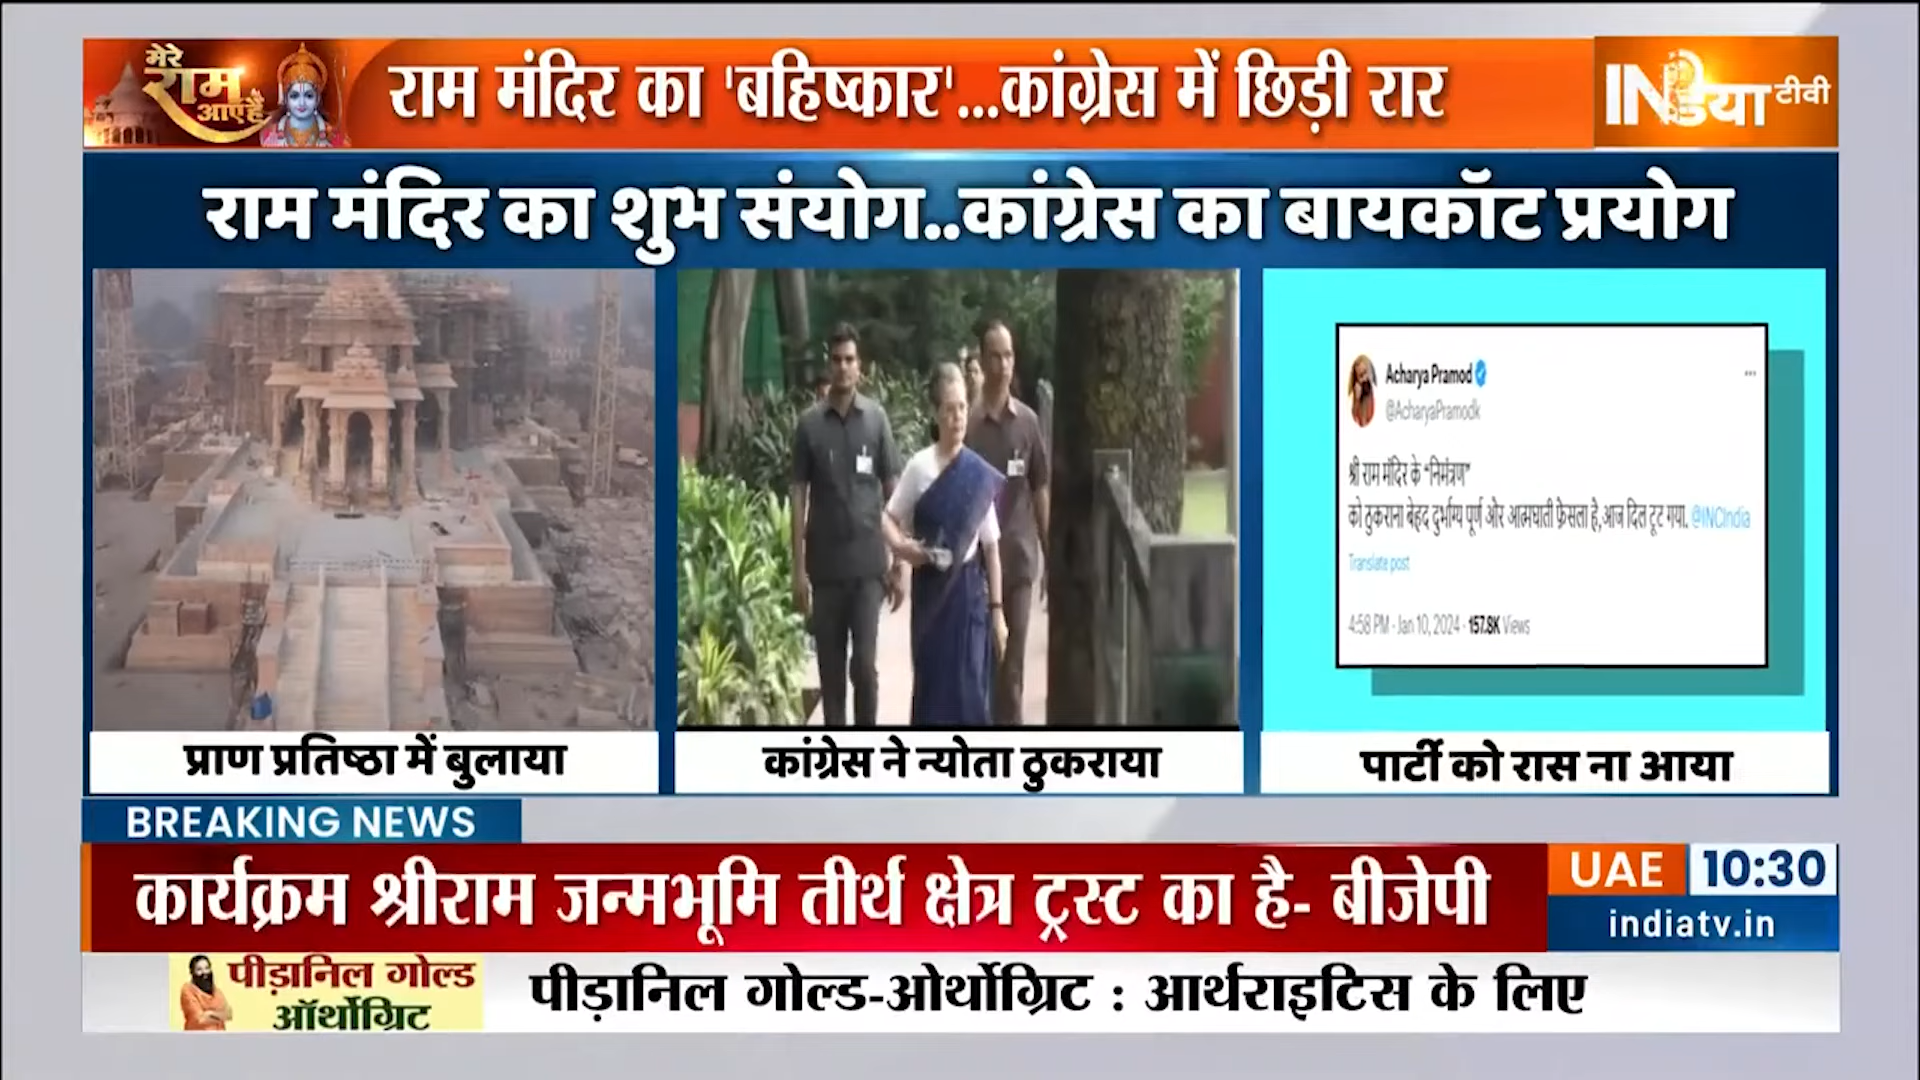 मेरे
राम
आए हैं
राम मंदिर का 'बहिष्कार'...कांग्रेस में छिड़ी रार
INडिया टीवी
राम मंदिर का शुभ संयोग..कांग्रेस का बायकॉट प्रयोग
Acharya Pramod
@AcharyaPramodk
श्री राम मंदिर के "निमंत्रण"
को ठुकराना बेहद दुर्भाग्य पूर्ण और आत्मघाती फ़ैसला है,आज दिल टूट गया. @INCIndia
Translate post
4:58 PM · Jan 10, 2024 · 157.8K Views
प्राण प्रतिष्ठा में बुलाया
कांग्रेस ने न्योता ठुकराया
पार्टी को रास ना आया
BREAKING NEWS
कार्यक्रम श्रीराम जन्मभूमि तीर्थ क्षेत्र ट्रस्ट का है- बीजेपी
UAE 10:30
indiatv.in
पीड़ानिल गोल्ड
ऑर्थोग्रिट
पीड़ानिल गोल्ड-ओर्थोग्रिट : आर्थराइटिस के लिए